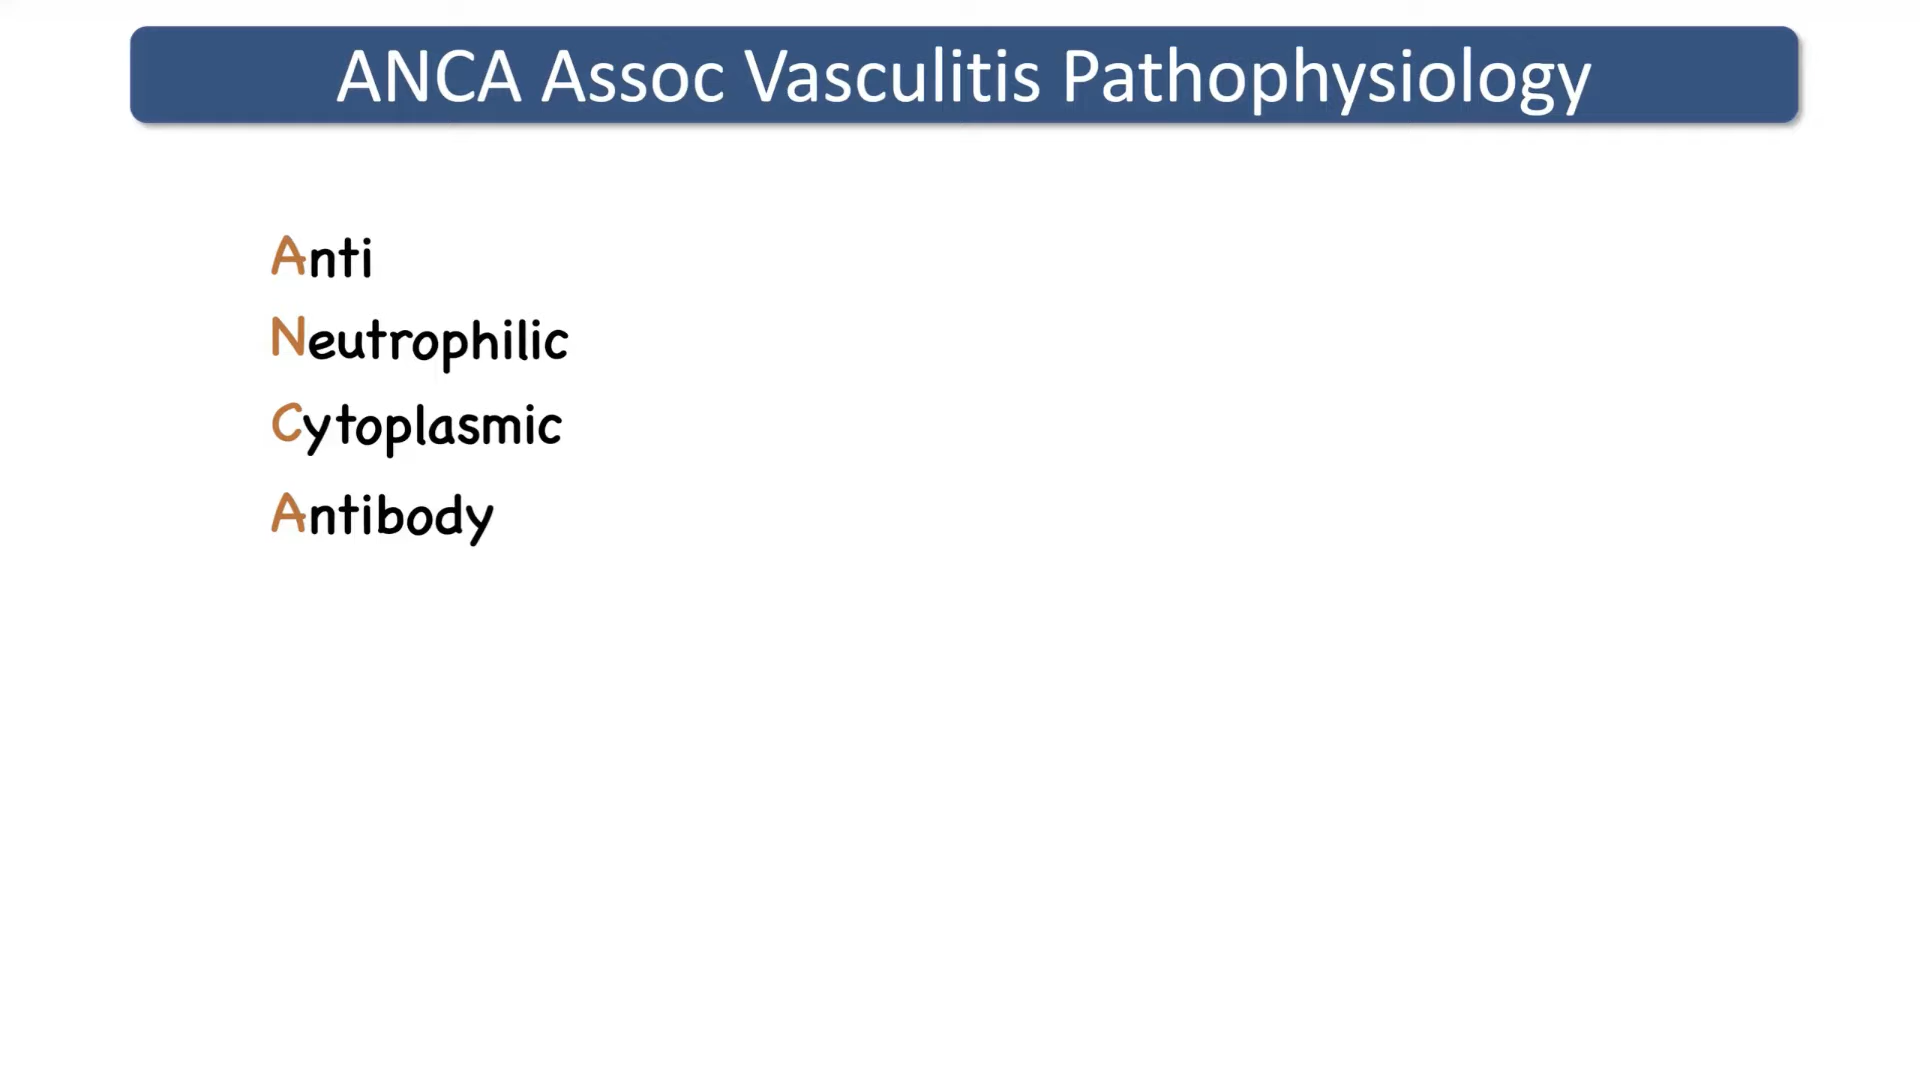 ANCA Assoc Vasculitis Pathophysiology
Anti
Neutrophilic
Cytoplasmic
Antibody